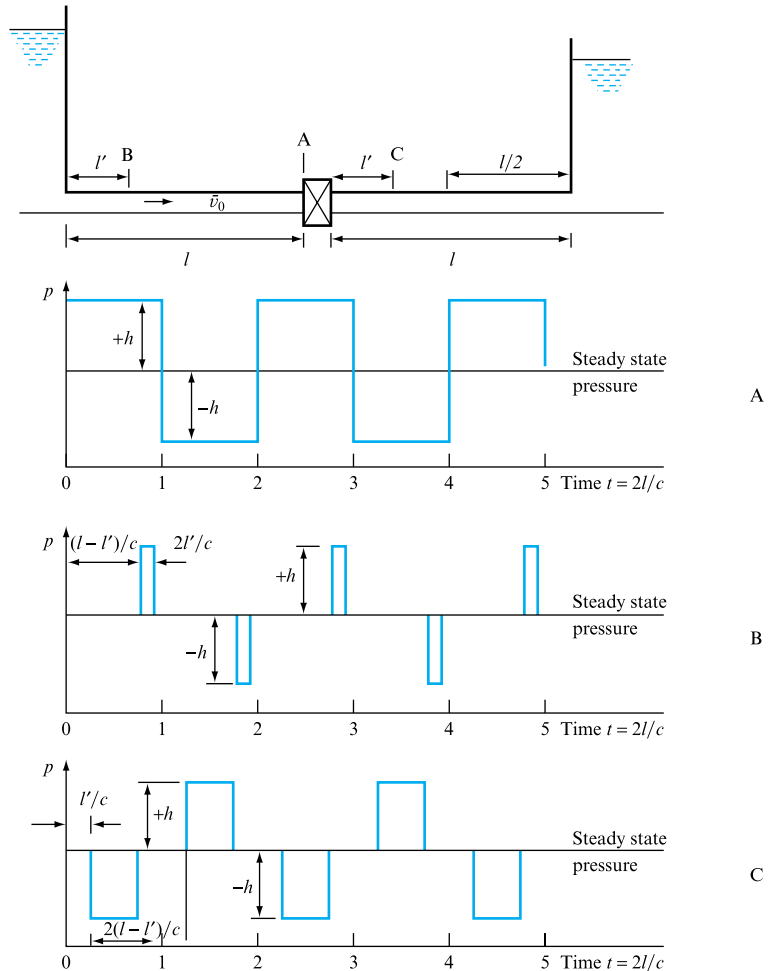 A
l′ B l′ C l/2
v̄₀
l l
p
+h
Steady state
pressure
−h
A
0 1 2 3 4 5 Time t = 2l/c
p
(l − l′)/c 2l′/c
+h
Steady state
pressure
−h
B
0 1 2 3 4 5 Time t = 2l/c
p
l′/c
+h
Steady state
pressure
−h
C
2(l − l′)/c
0 1 2 3 4 5 Time t = 2l/c